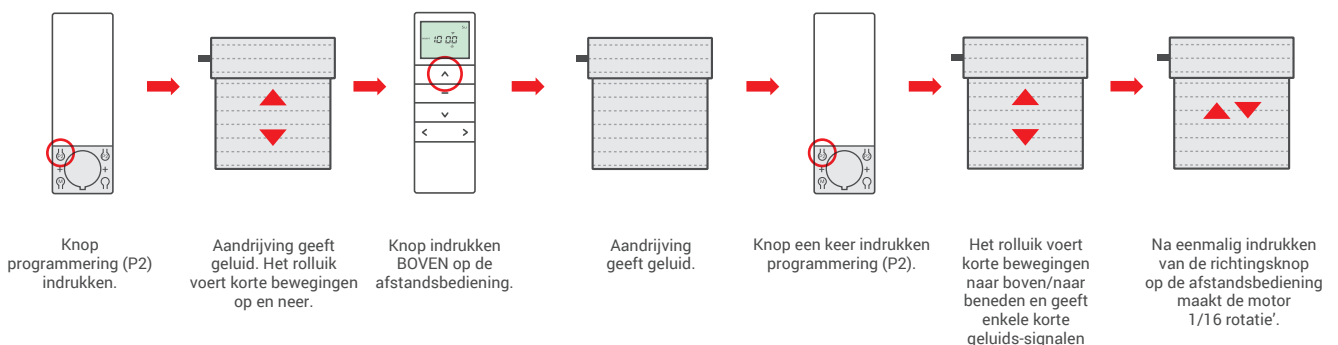 Knop
programmering (P2)
indrukken.
Aandrijving geeft
geluid. Het rolluik
voert korte bewegingen
op en neer.
Knop indrukken
BOVEN op de
afstandsbediening.
Aandrijving
geeft geluid.
Knop een keer indrukken
programmering (P2).
Het rolluik voert
korte bewegingen
naar boven/naar
beneden en geeft
enkele korte
geluids-signalen
Na eenmalig indrukken
van de richtingsknop
op de afstandsbediening
maakt de motor
1/16 rotatie'.